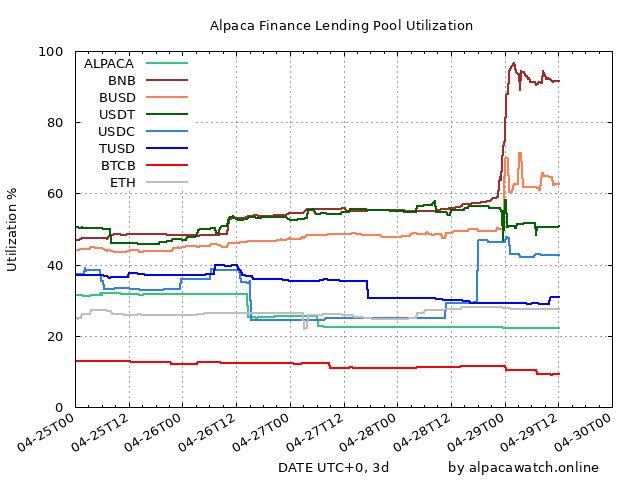 Alpaca Finance Lending Pool Utilization
Utilization %
100
80
60
40
20
0
ALPACA
BNB
BUSD
USDT
USDC
TUSD
BTCB
ETH
04-25T00
04-25T12
04-26T00
04-26T12
04-27T00
04-27T12
04-28T00
04-28T12
04-29T00
04-29T12
04-30T00
DATE UTC+0, 3d
by alpacawatch.online